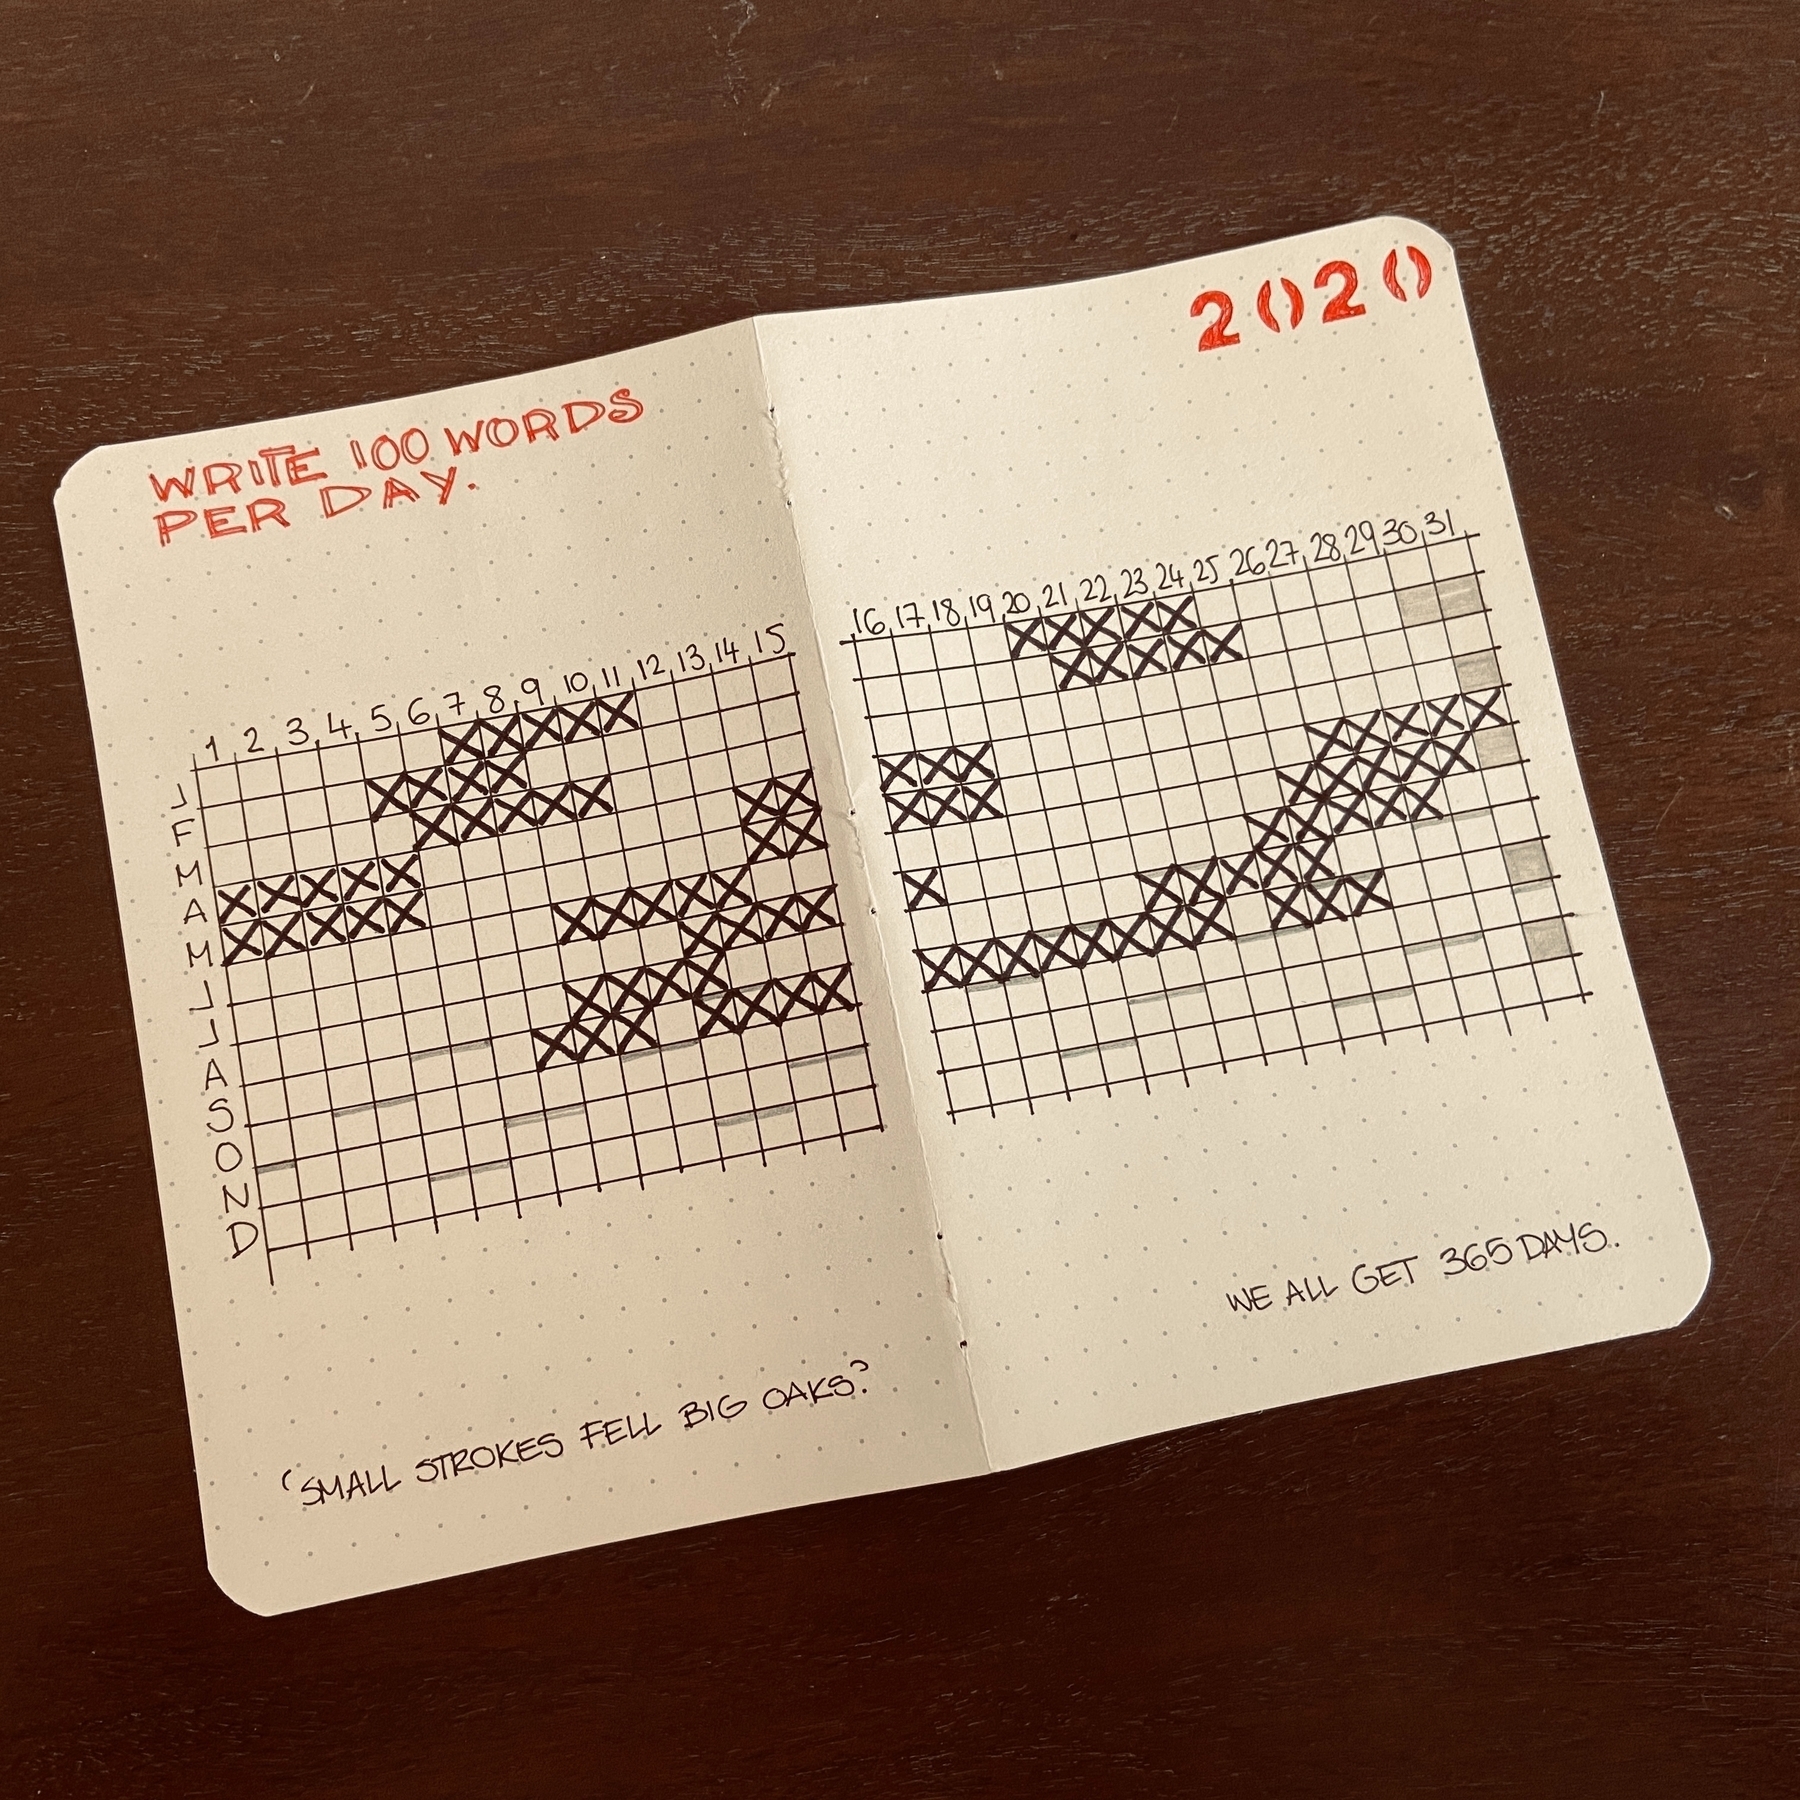 WRITE 100 WORDS
PER DAY.
1 2 3 4 5 6 7 8 9 10 11 12 13 14 15
J
F
M
A
M
J
J
A
S
O
N
D
'SMALL STROKES FELL BIG OAKS.'
2020
16 17 18 19 20 21 22 23 24 25 26 27 28 29 30 31
WE ALL GET 365 DAYS.